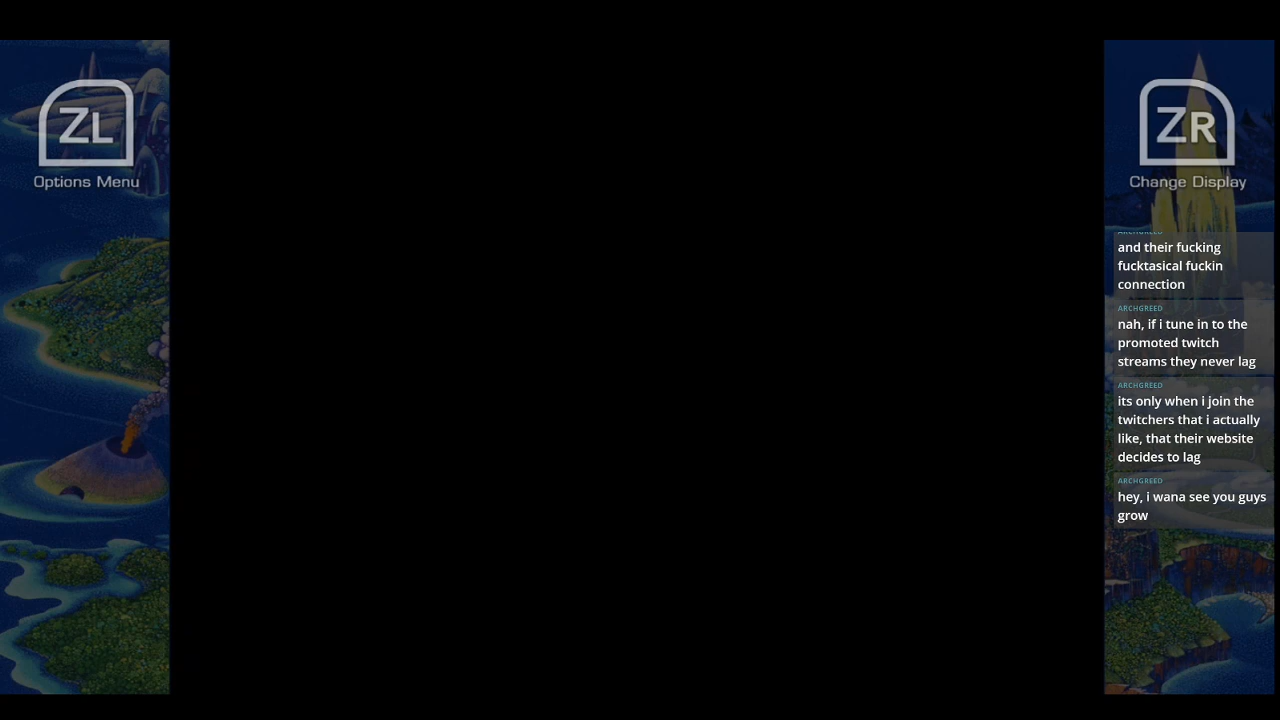 ZL
Options Menu
ZR
Change Display
ARCHGREED
and their fucking
fucktasical fuckin
connection
ARCHGREED
nah, if i tune in to the
promoted twitch
streams they never lag
ARCHGREED
its only when i join the
twitchers that i actually
like, that their website
decides to lag
ARCHGREED
hey, i wana see you guys
grow